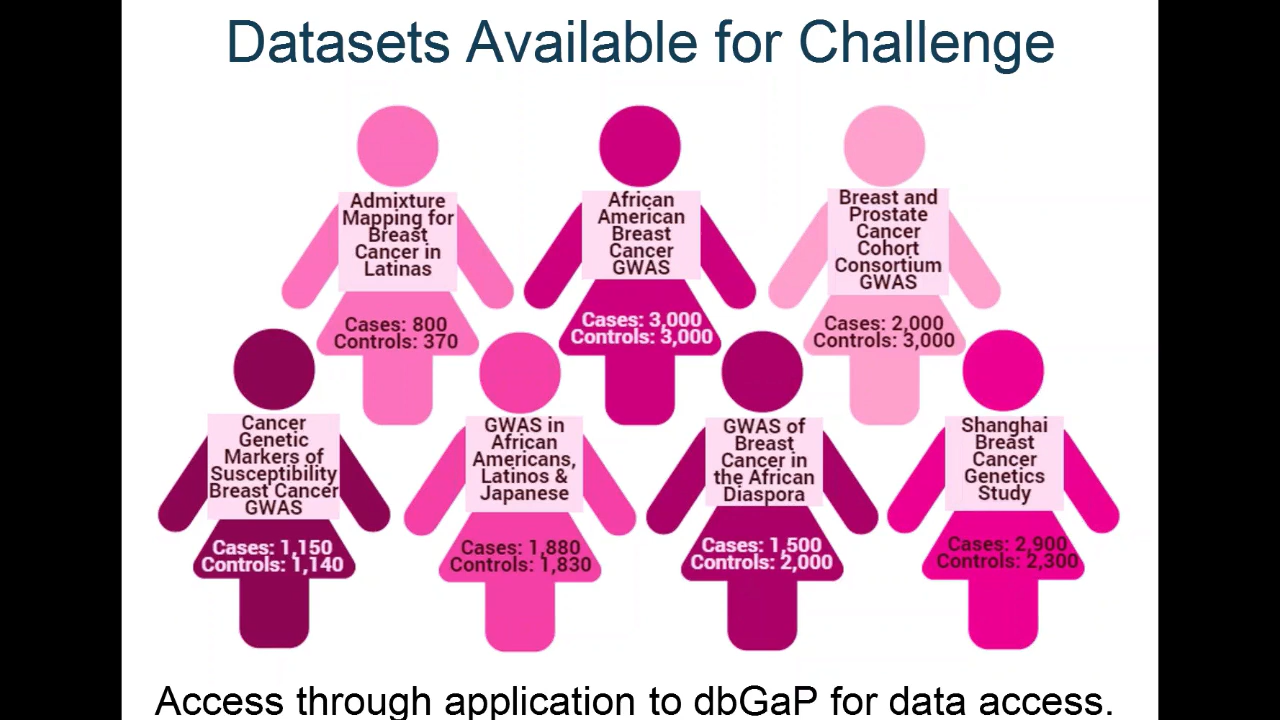 Datasets Available for Challenge
Admixture
Mapping for
Breast
Cancer in
Latinas
Cases: 800
Controls: 370
African
American
Breast
Cancer
GWAS
Cases: 3,000
Controls: 3,000
Breast and
Prostate
Cancer
Cohort
Consortium
GWAS
Cases: 2,000
Controls: 3,000
Cancer
Genetic
Markers of
Susceptibility
Breast Cancer
GWAS
Cases: 1,150
Controls: 1,140
GWAS in
African
Americans,
Latinos &
Japanese
Cases: 1,880
Controls: 1,830
GWAS of
Breast
Cancer in
the African
Diaspora
Cases: 1,500
Controls: 2,000
Shanghai
Breast
Cancer
Genetics
Study
Cases: 2,900
Controls: 2,300
Access through application to dbGaP for data access.